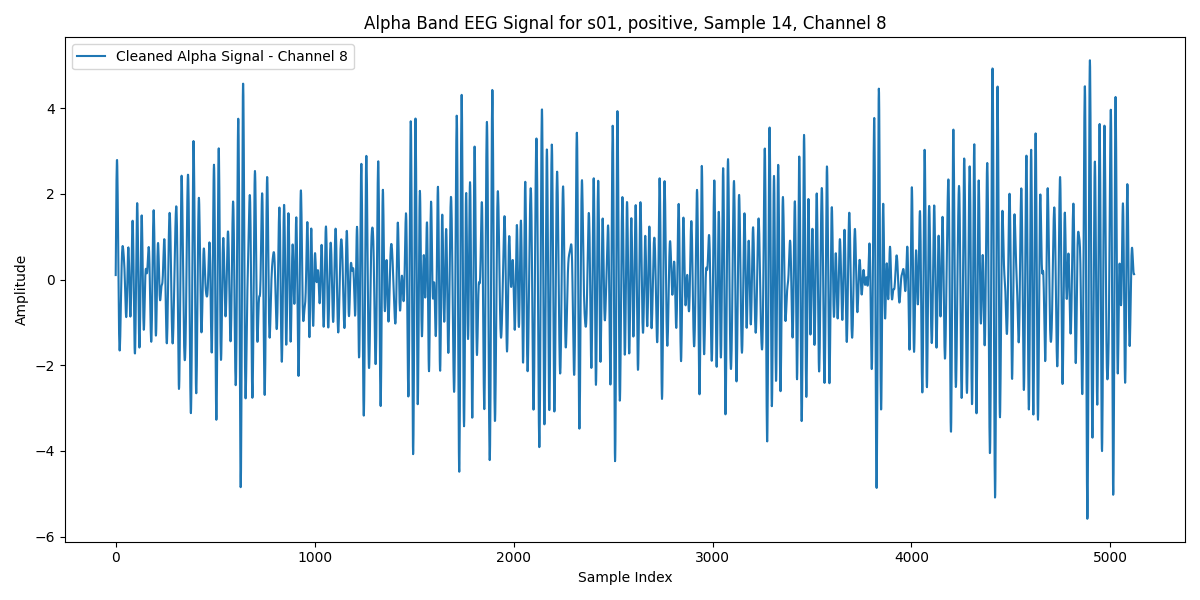 Alpha Band EEG Signal for s01, positive, Sample 14, Channel 8
Cleaned Alpha Signal - Channel 8
Amplitude
4
2
0
−2
−4
−6
0 1000 2000 3000 4000 5000
Sample Index